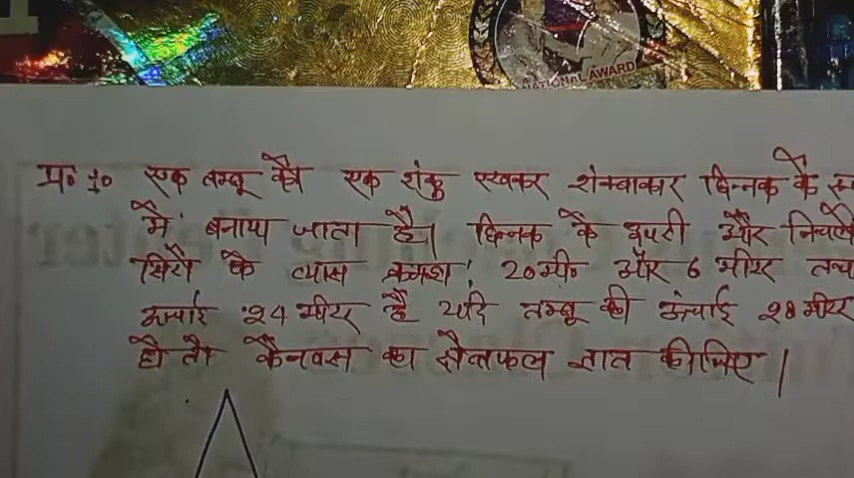 NATIONAL AWARD
प्र० 10 एक तम्बू को एक शंकु रखकर शंक्वाकार छिन्नक के
में बनाया जाता है। छिन्नक के ऊपरी और निचले
सिरों के व्यास क्रमशः 20मी० और 6 मीटर तथा
ऊंचाई 24 मीटर है यदि तम्बू की ऊंचाई 28 मीटर
हो तो कैनवस का क्षेत्रफल ज्ञात कीजिए।